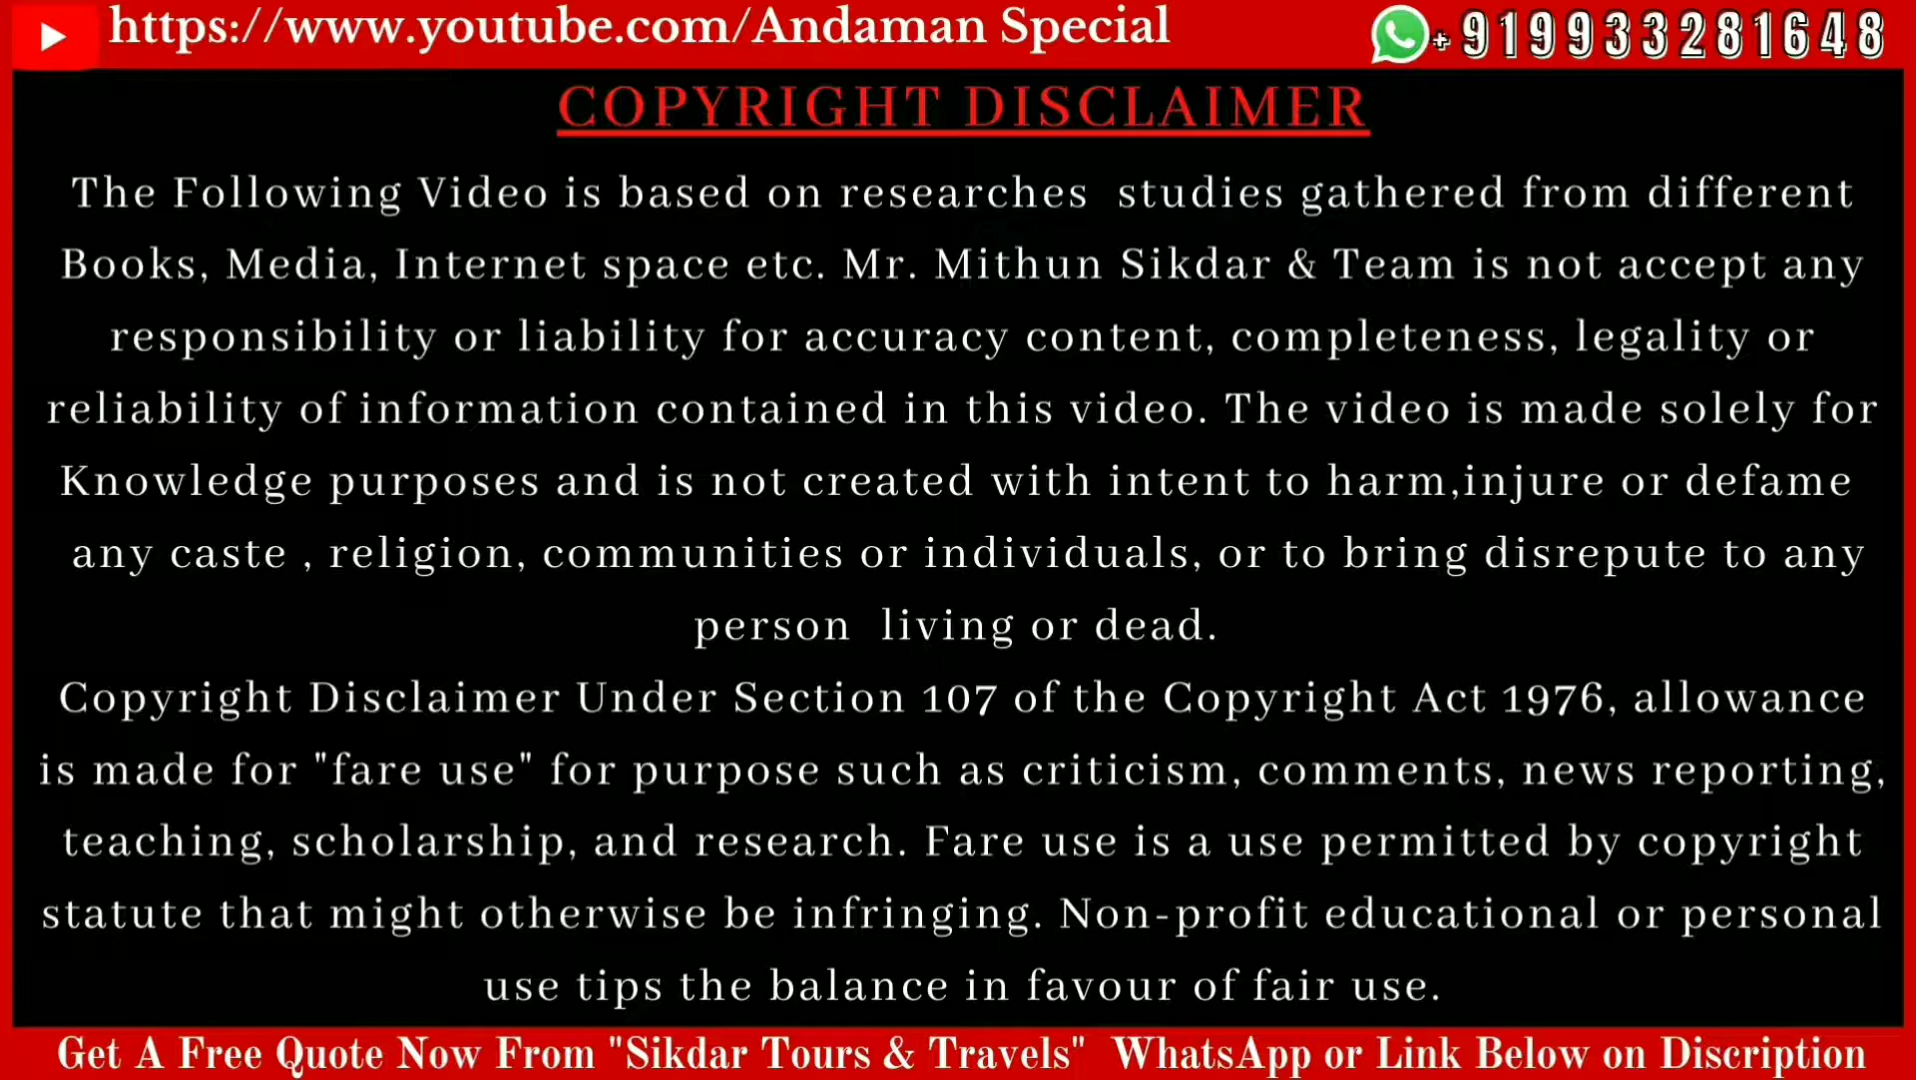 https://www.youtube.com/Andaman Special
+919933281648
COPYRIGHT DISCLAIMER
The Following Video is based on researches studies gathered from different
Books, Media, Internet space etc. Mr. Mithun Sikdar & Team is not accept any
responsibility or liability for accuracy content, completeness, legality or
reliability of information contained in this video. The video is made solely for
Knowledge purposes and is not created with intent to harm,injure or defame
any caste , religion, communities or individuals, or to bring disrepute to any
person living or dead.
Copyright Disclaimer Under Section 107 of the Copyright Act 1976, allowance
is made for "fare use" for purpose such as criticism, comments, news reporting,
teaching, scholarship, and research. Fare use is a use permitted by copyright
statute that might otherwise be infringing. Non-profit educational or personal
use tips the balance in favour of fair use.
Get A Free Quote Now From "Sikdar Tours & Travels" WhatsApp or Link Below on Discription